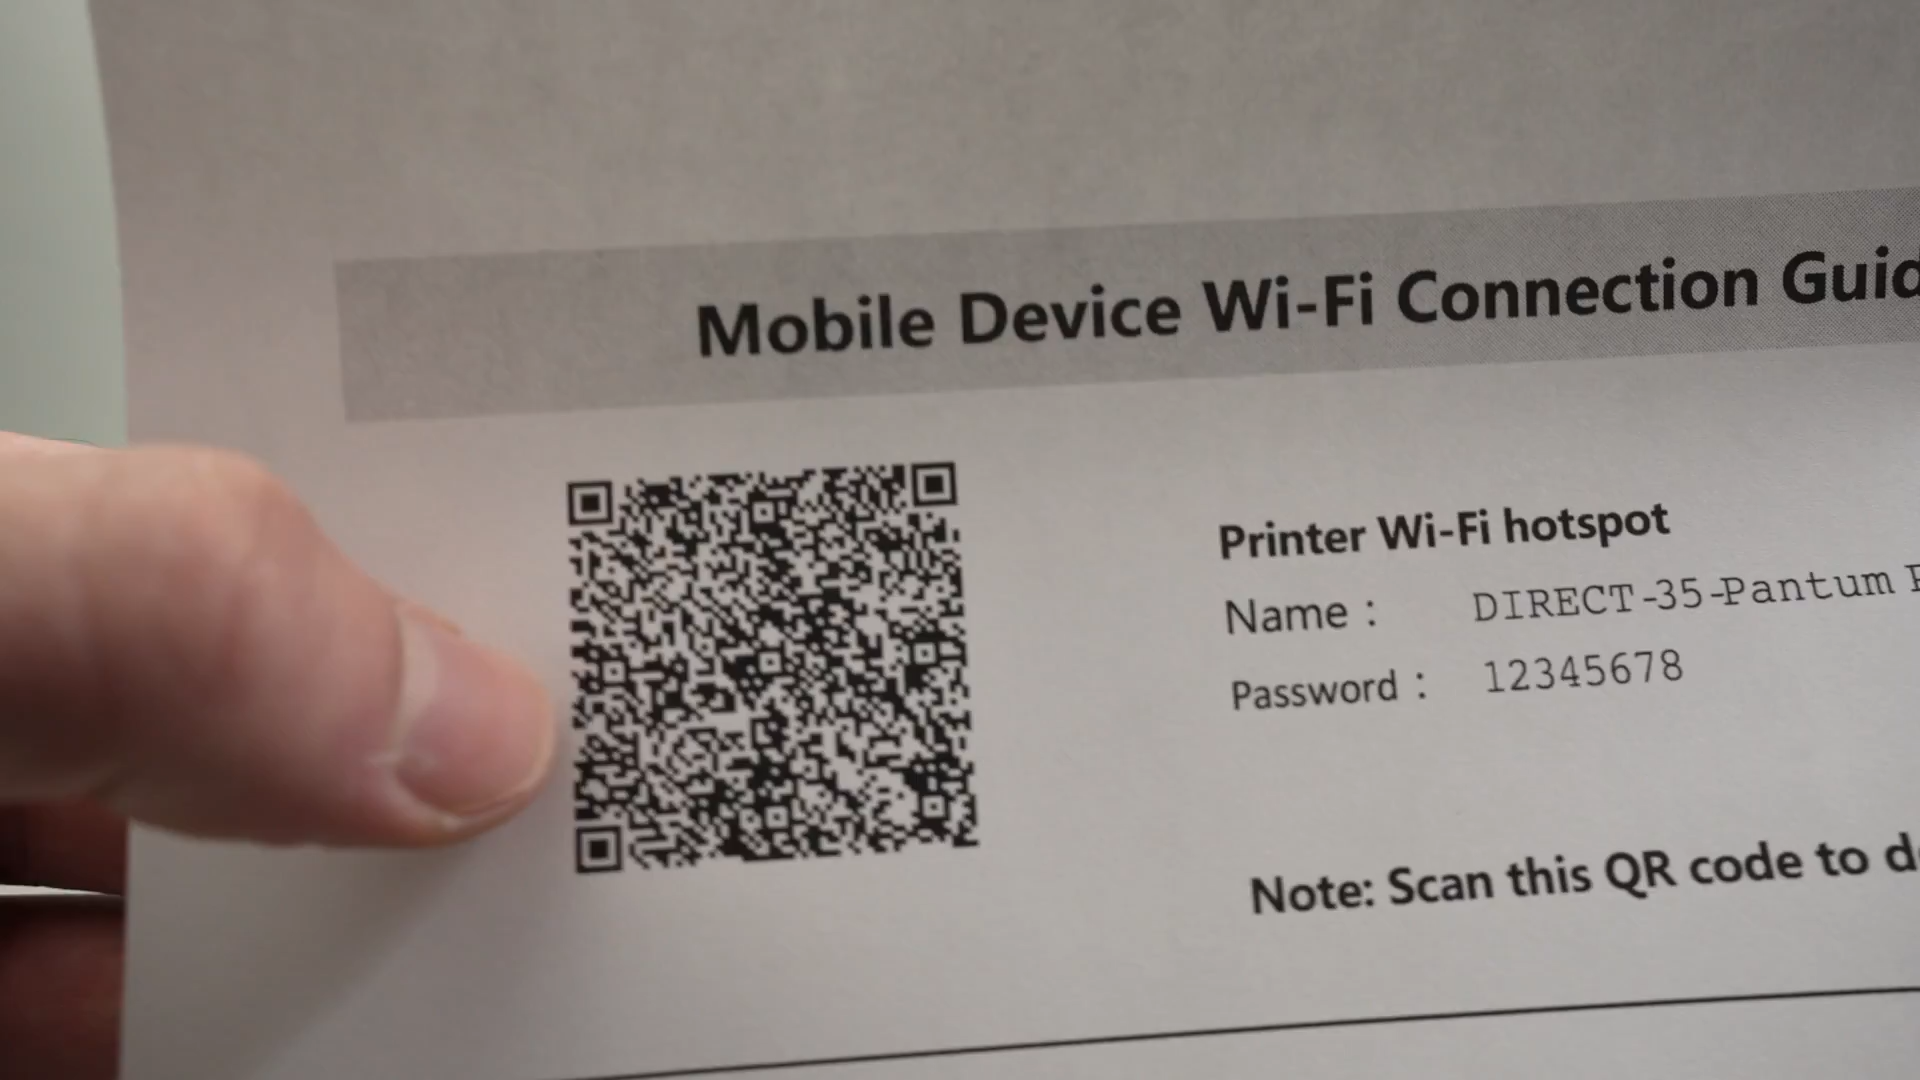 Mobile Device Wi-Fi Connection
Printer Wi-Fi hotspot
Name : DIRECT-35-Pantum
Password : 12345678
Note: Scan this QR code to